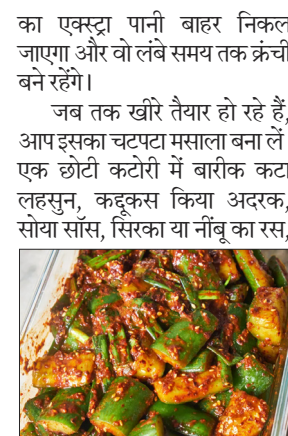 का एक्स्ट्रा पानी बाहर निकल
जाएगा और वो लंबे समय तक क्रंची
बने रहेंगे।
जब तक खीरे तैयार हो रहे हैं,
आप इसका चटपटा मसाला बना लें
एक छोटी कटोरी में बारीक कटा
लहसुन, कद्दूकस किया अदरक,
सोया सॉस, सिरका या नींबू का रस,